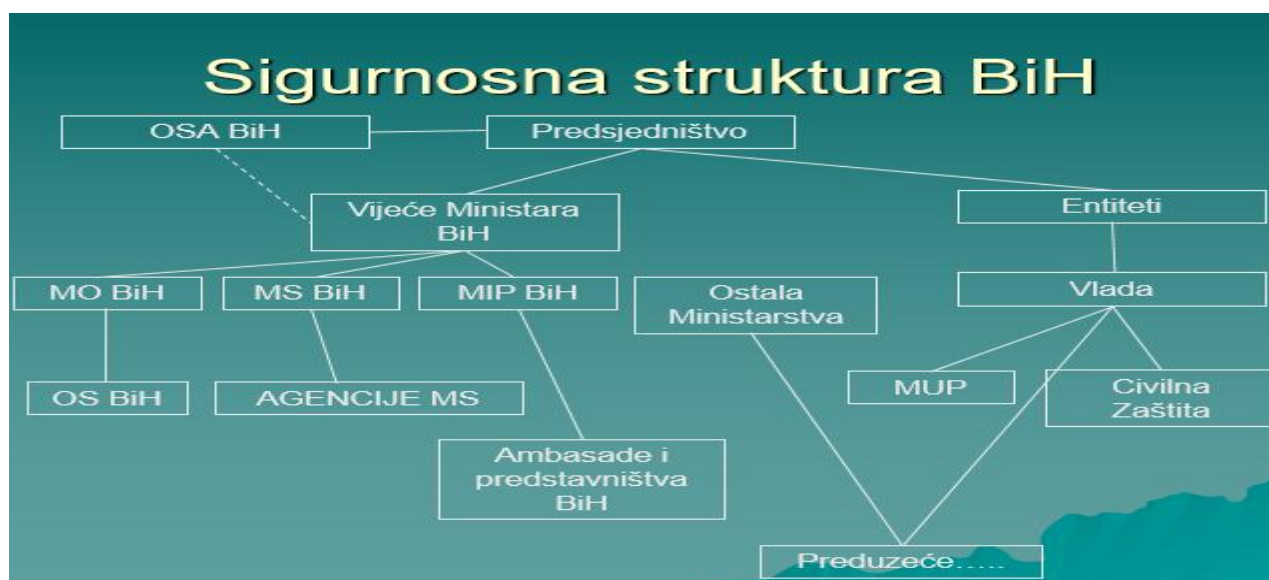 Sigurnosna struktura BiH
OSA BiH
Predsjedništvo
Vijeće Ministara
BiH
Entiteti
MO BiH
MS BiH
MIP BiH
Ostala
Ministarstva
Vlada
OS BiH
AGENCIJE MS
MUP
Civilna
Zaštita
Ambasade i
predstavništva
BiH
Preduzeće.....